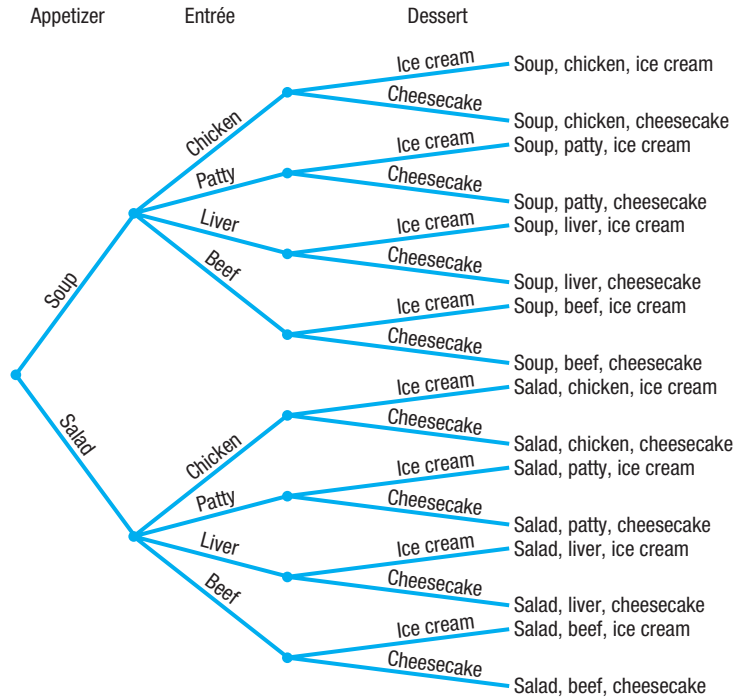 Appetizer Entrée Dessert
Ice cream Soup, chicken, ice cream
Cheesecake
Chicken Soup, chicken, cheesecake
Ice cream Soup, patty, ice cream
Patty Cheesecake
Soup, patty, cheesecake
Liver Ice cream Soup, liver, ice cream
Cheesecake
Beef
Soup Soup, liver, cheesecake
Ice cream Soup, beef, ice cream
Cheesecake
Soup, beef, cheesecake
Ice cream Salad, chicken, ice cream
Cheesecake
Salad
Chicken Salad, chicken, cheesecake
Ice cream Salad, patty, ice cream
Patty Cheesecake
Salad, patty, cheesecake
Liver Ice cream Salad, liver, ice cream
Cheesecake
Beef
Salad, liver, cheesecake
Ice cream Salad, beef, ice cream
Cheesecake
Salad, beef, cheesecake